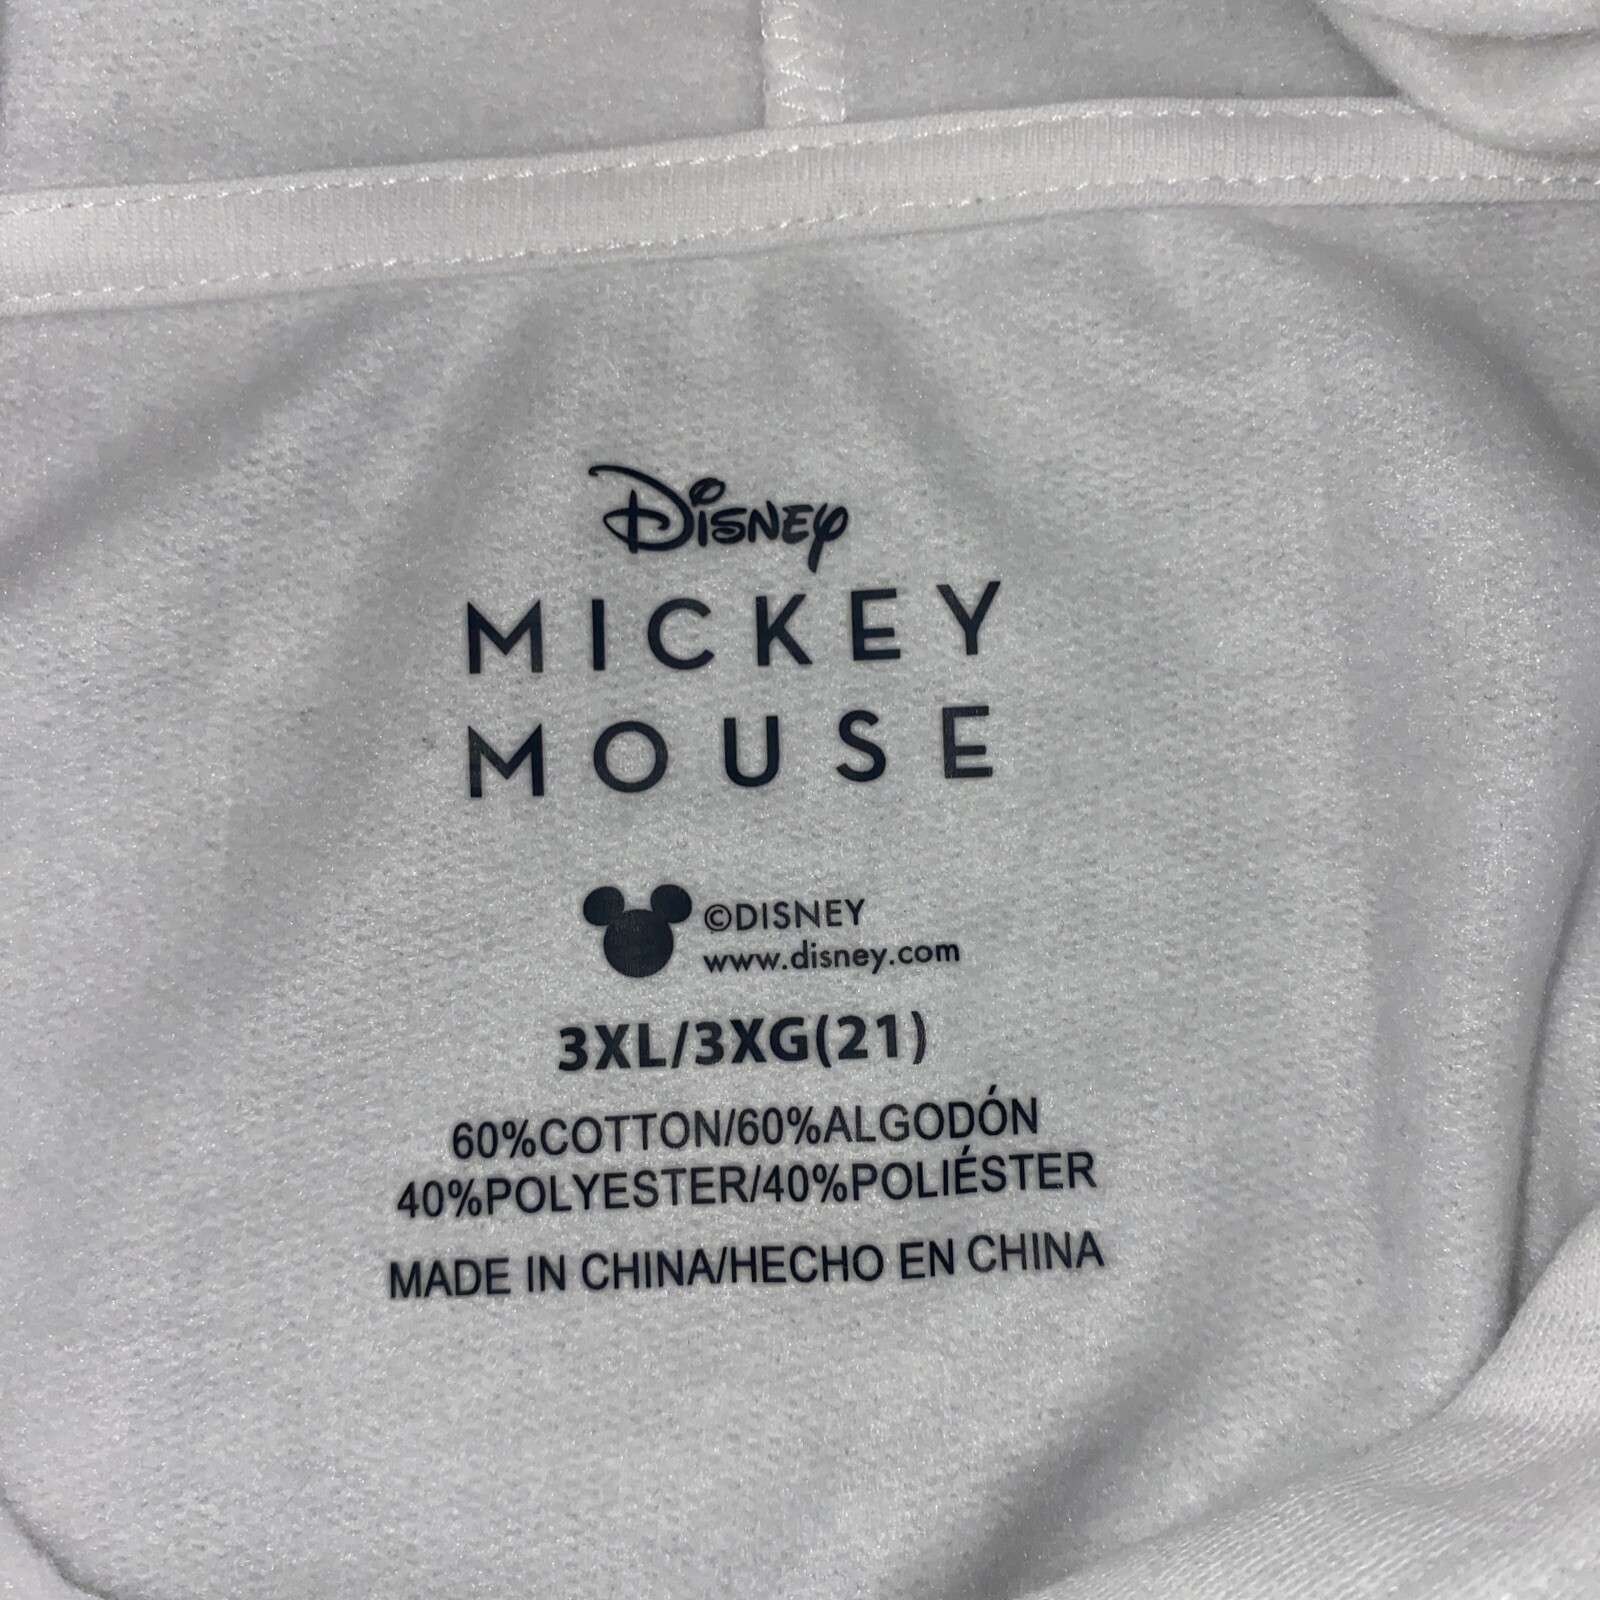 Disney
MICKEY
MOUSE
©DISNEY
www.disney.com
3XL/3XG(21)
60%COTTON/60%ALGODÓN
40%POLYESTER/40%POLIÉSTER
MADE IN CHINA/HECHO EN CHINA